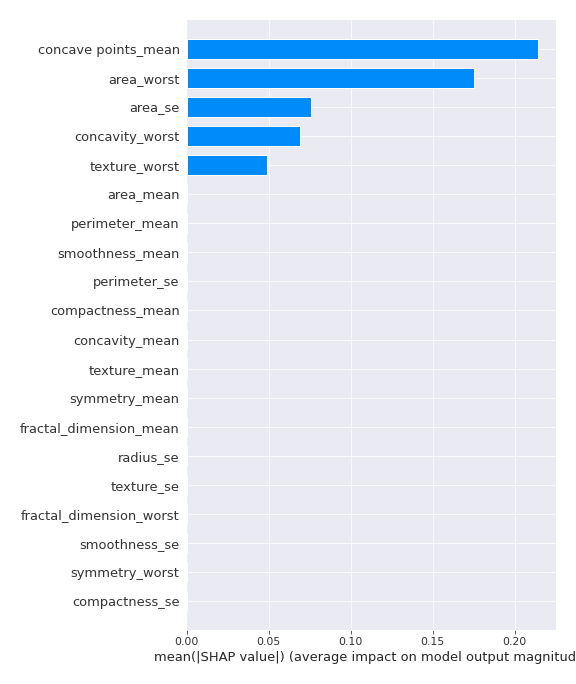 concave points_mean
area_worst
area_se
concavity_worst
texture_worst
area_mean
perimeter_mean
smoothness_mean
perimeter_se
compactness_mean
concavity_mean
texture_mean
symmetry_mean
fractal_dimension_mean
radius_se
texture_se
fractal_dimension_worst
smoothness_se
symmetry_worst
compactness_se
0.00 0.05 0.10 0.15 0.20
mean(|SHAP value|) (average impact on model output magnitud